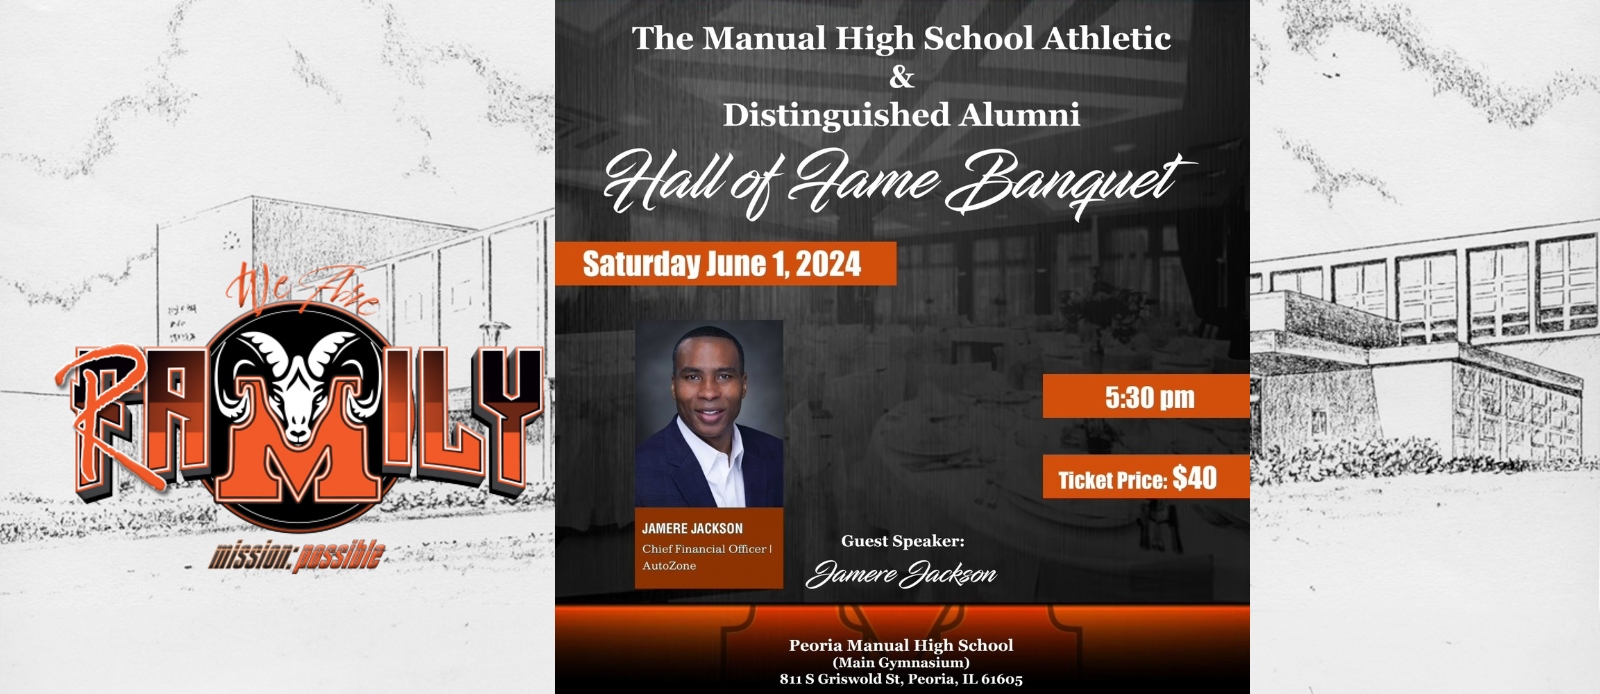 We Are
RFAMILY
mission: possible
The Manual High School Athletic
&
Distinguished Alumni
Hall of Fame Banquet
Saturday June 1, 2024
5:30 pm
Ticket Price: $40
JAMERE JACKSON
Chief Financial Officer |
AutoZone
Guest Speaker:
Jamere Jackson
Peoria Manual High School
(Main Gymnasium)
811 S Griswold St, Peoria, IL 61605